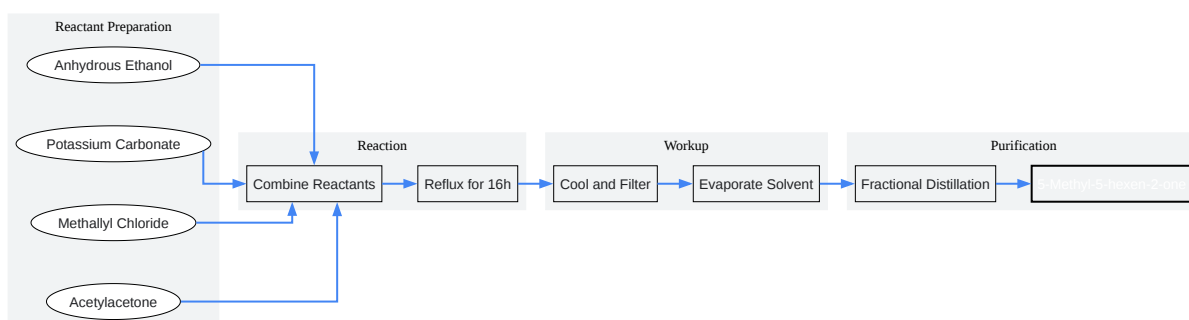 Reactant Preparation
Anhydrous Ethanol
Potassium Carbonate
Methallyl Chloride
Acetylacetone
Reaction
Combine Reactants
Reflux for 16h
Workup
Cool and Filter
Evaporate Solvent
Purification
Fractional Distillation
5-Methyl-5-hexen-2-one